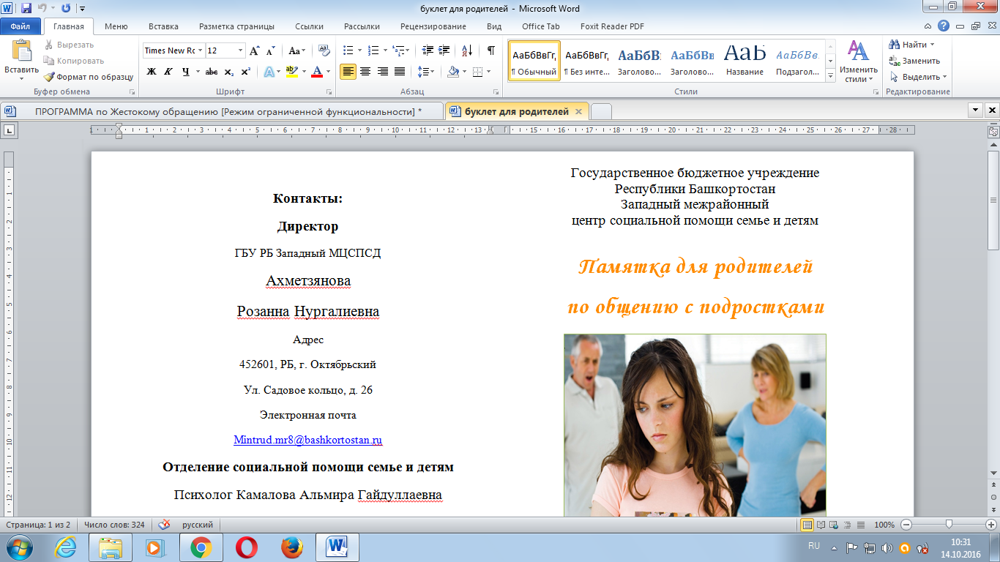 буклет для родителей - Microsoft Word
Файл Главная Меню Вставка Разметка страницы Ссылки Рассылки Рецензирование Вид Office Tab Foxit Reader PDF
Вставить
Вырезать
Копировать
Формат по образцу
Буфер обмена
Times New Rc 12
Ж К Ч abc x₂ x²
Шрифт
Абзац
АаБбВвГг, АаБбВвГг, АаБбВ АаБбВв АаБ АаБбВв.
¶ Обычный ¶ Без инте... Заголово... Заголово... Название Подзагол...
Стили
Изменить стили
Найти
Заменить
Выделить
Редактирование
ПРОГРАММА по Жестокому обращению [Режим ограниченной функциональности] *
буклет для родителей
Контакты:
Директор
ГБУ РБ Западный МЦСПСД
Ахметзянова
Розанна Нургалиевна
Адрес
452601, РБ, г. Октябрьский
Ул. Садовое кольцо, д. 26
Электронная почта
Mintrud.mr8@bashkortostan.ru
Отделение социальной помощи семье и детям
Психолог Камалова Альмира Гайдуллаевна
Государственное бюджетное учреждение
Республики Башкортостан
Западный межрайонный
центр социальной помощи семье и детям
Памятка для родителей
по общению с подростками
Страница: 1 из 2 Число слов: 324 русский 100%
RU
10:31
14.10.2016